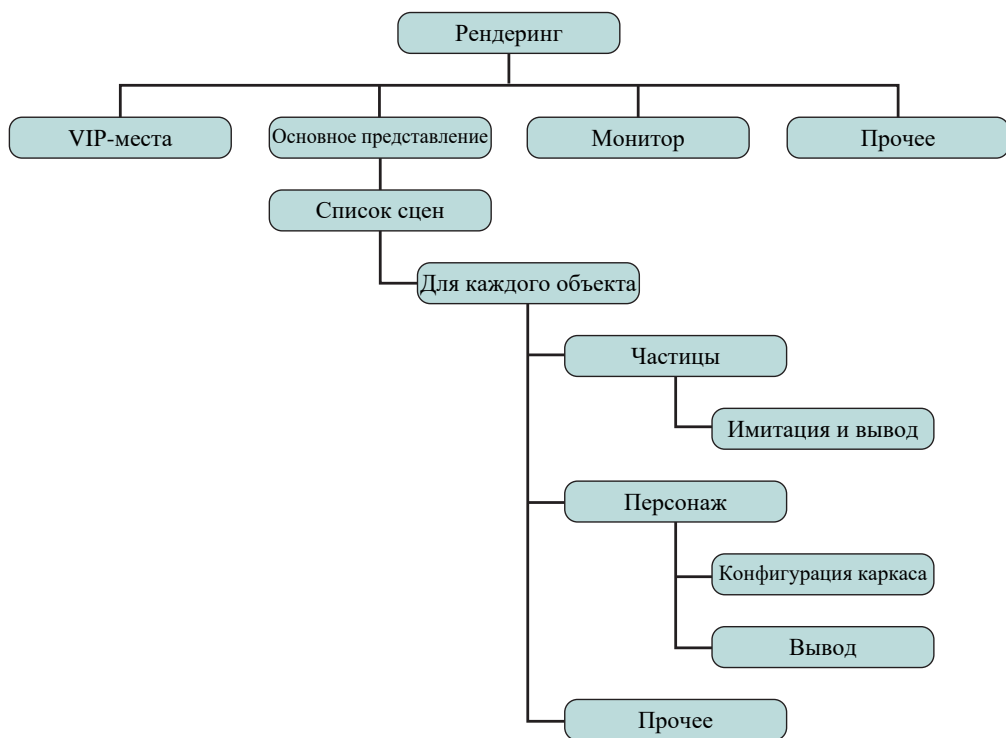 Рендеринг
VIP-места
Основное представление
Монитор
Прочее
Список сцен
Для каждого объекта
Частицы
Имитация и вывод
Персонаж
Конфигурация каркаса
Вывод
Прочее